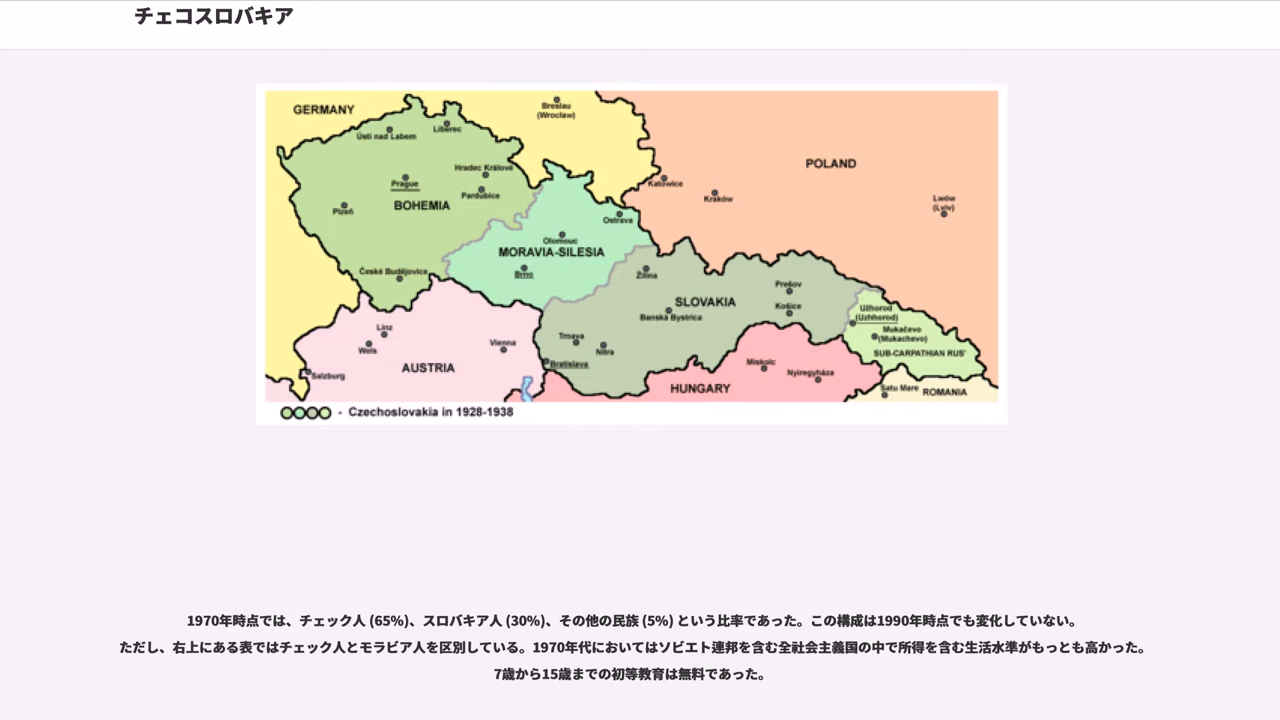 チェコスロバキア
GERMANY
Breslau
(Wrocław)
Ústí nad Labem
Liberec
POLAND
Hradec Králové
Prague
Pardubice
Katowice
Kraków
Lwów
(Lviv)
Plzeň
BOHEMIA
Ostrava
Olomouc
MORAVIA-SILESIA
České Budějovice
Brno
Žilina
Prešov
SLOVAKIA
Košice
Banská Bystrica
Užhorod
(Uzhhorod)
Mukačevo
(Mukachevo)
SUB-CARPATHIAN RUS'
Linz
Wels
Vienna
Trnava
Nitra
Bratislava
AUSTRIA
Salzburg
Miskolc
Nyíregyháza
HUNGARY
Satu Mare
ROMANIA
- Czechoslovakia in 1928-1938
1970年時点では、チェック人 (65%)、スロバキア人 (30%)、その他の民族 (5%) という比率であった。この構成は1990年時点でも変化していない。
ただし、右上にある表ではチェック人とモラビア人を区別している。1970年代においてはソビエト連邦を含む全社会主義国の中で所得を含む生活水準がもっとも高かった。
7歳から15歳までの初等教育は無料であった。